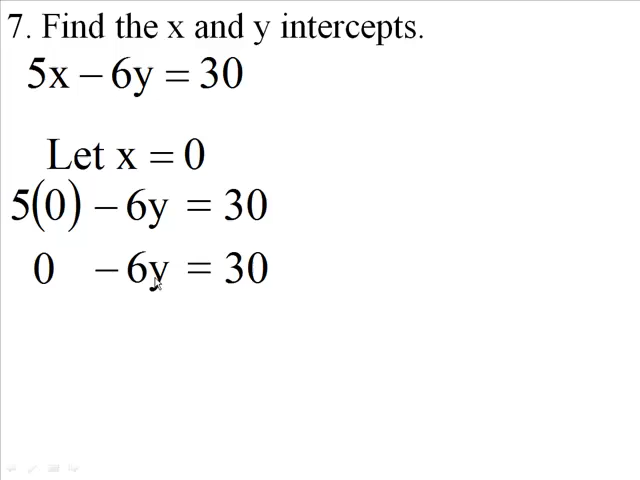 7. Find the x and y intercepts.
5x − 6y = 30
Let x = 0
5(0) − 6y = 30
0 − 6y = 30